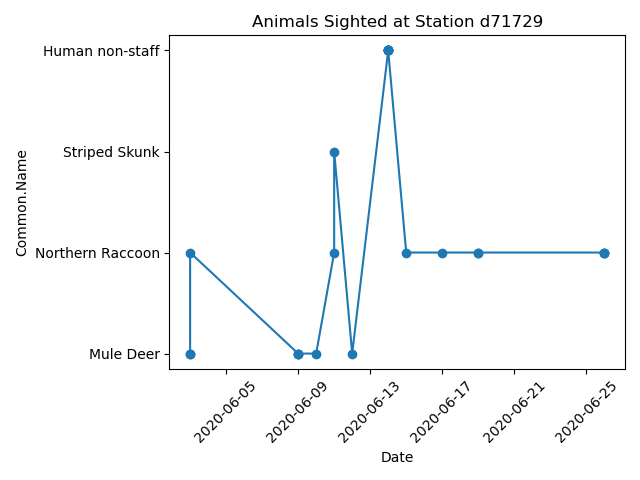 Animals Sighted at Station d71729
Common.Name
Human non-staff
Striped Skunk
Northern Raccoon
Mule Deer
2020-06-05
2020-06-09
2020-06-13
2020-06-17
2020-06-21
2020-06-25
Date